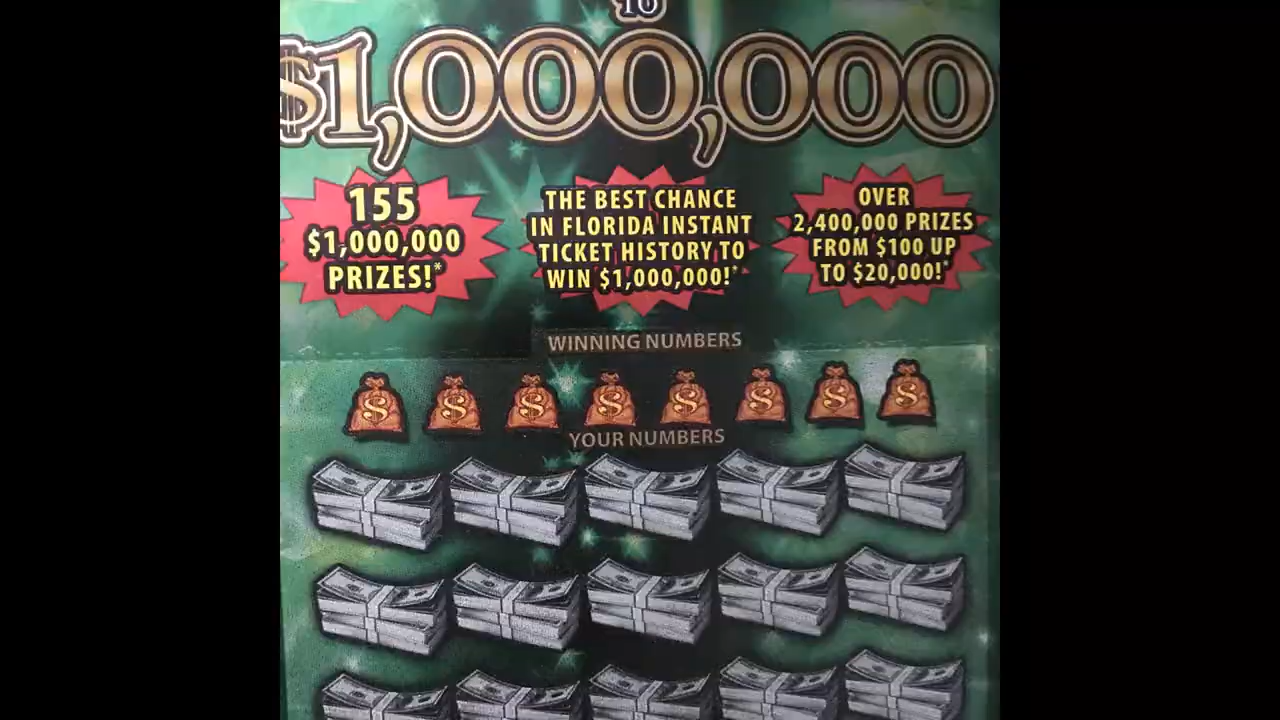 TO
$1,000,000
155
$1,000,000
PRIZES!*
THE BEST CHANCE
IN FLORIDA INSTANT
TICKET HISTORY TO
WIN $1,000,000!*
OVER
2,400,000 PRIZES
FROM $100 UP
TO $20,000!*
WINNING NUMBERS
$ $ $ $ $ $ $ $
YOUR NUMBERS